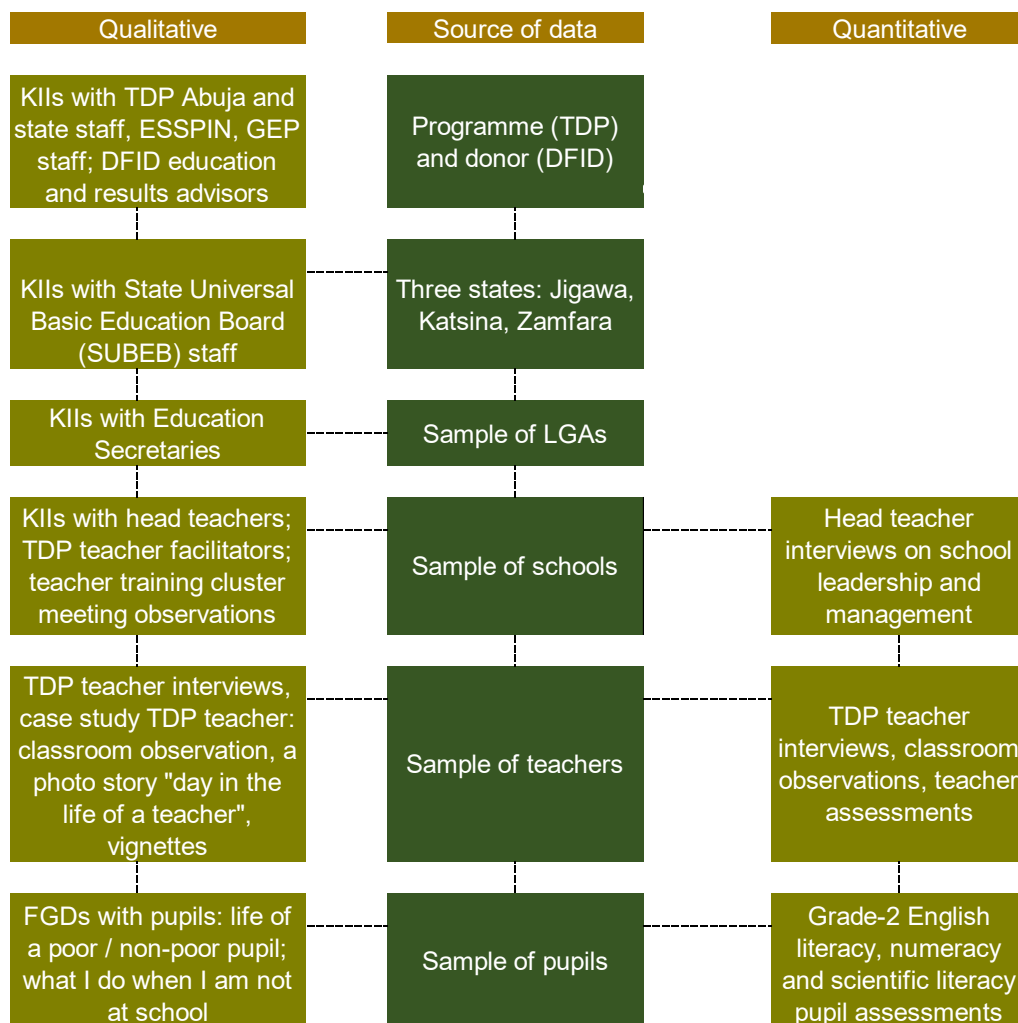 Qualitative
Source of data
Quantitative
KIIs with TDP Abuja and
state staff, ESSPIN, GEP
staff; DFID education
and results advisors
Programme (TDP)
and donor (DFID)
KIIs with State Universal
Basic Education Board
(SUBEB) staff
Three states: Jigawa,
Katsina, Zamfara
KIIs with Education
Secretaries
Sample of LGAs
KIIs with head teachers;
TDP teacher facilitators;
teacher training cluster
meeting observations
Sample of schools
Head teacher
interviews on school
leadership and
management
TDP teacher interviews,
case study TDP teacher:
classroom observation, a
photo story "day in the
life of a teacher",
vignettes
Sample of teachers
TDP teacher
interviews, classroom
observations, teacher
assessments
FGDs with pupils: life of
a poor / non-poor pupil;
what I do when I am not
at school
Sample of pupils
Grade-2 English
literacy, numeracy
and scientific literacy
pupil assessments